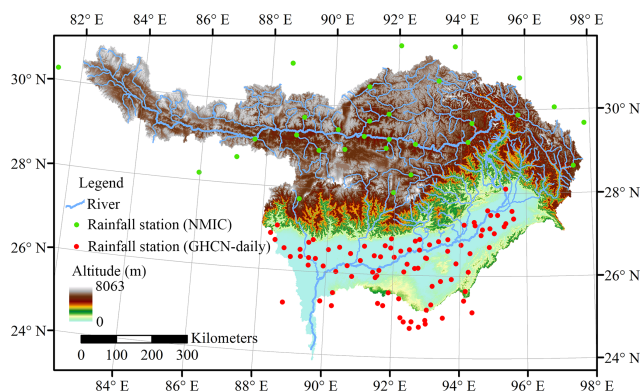 82° E 84° E 86° E 88° E 90° E 92° E 94° E 96° E 98° E
30° N 30° N
28° N 28° N
Legend
River
Rainfall station (NMIC)
Rainfall station (GHCN-daily)
26° N 26° N
Altitude (m)
8063
0
24° N 24° N
Kilometers
0 100 200 300
84° E 86° E 88° E 90° E 92° E 94° E 96° E